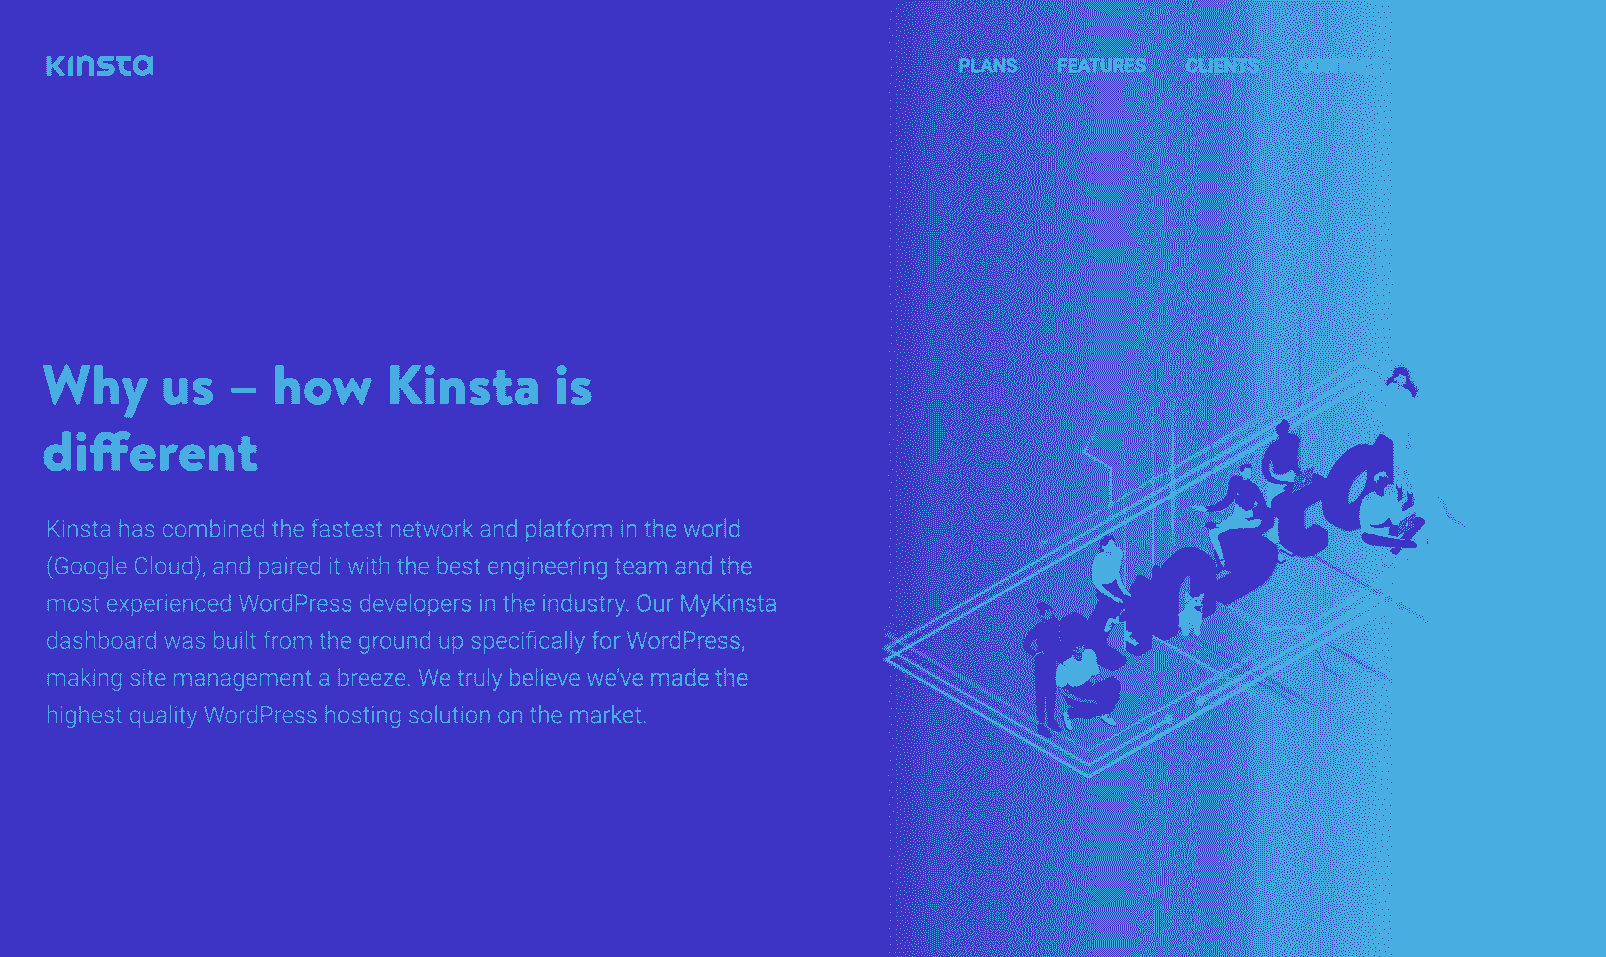 Kinsta
PLANS FEATURES CLIENTS
Why us – how Kinsta is
different
Kinsta has combined the fastest network and platform in the world
(Google Cloud), and paired it with the best engineering team and the
most experienced WordPress developers in the industry. Our MyKinsta
dashboard was built from the ground up specifically for WordPress,
making site management a breeze. We truly believe we've made the
highest quality WordPress hosting solution on the market.